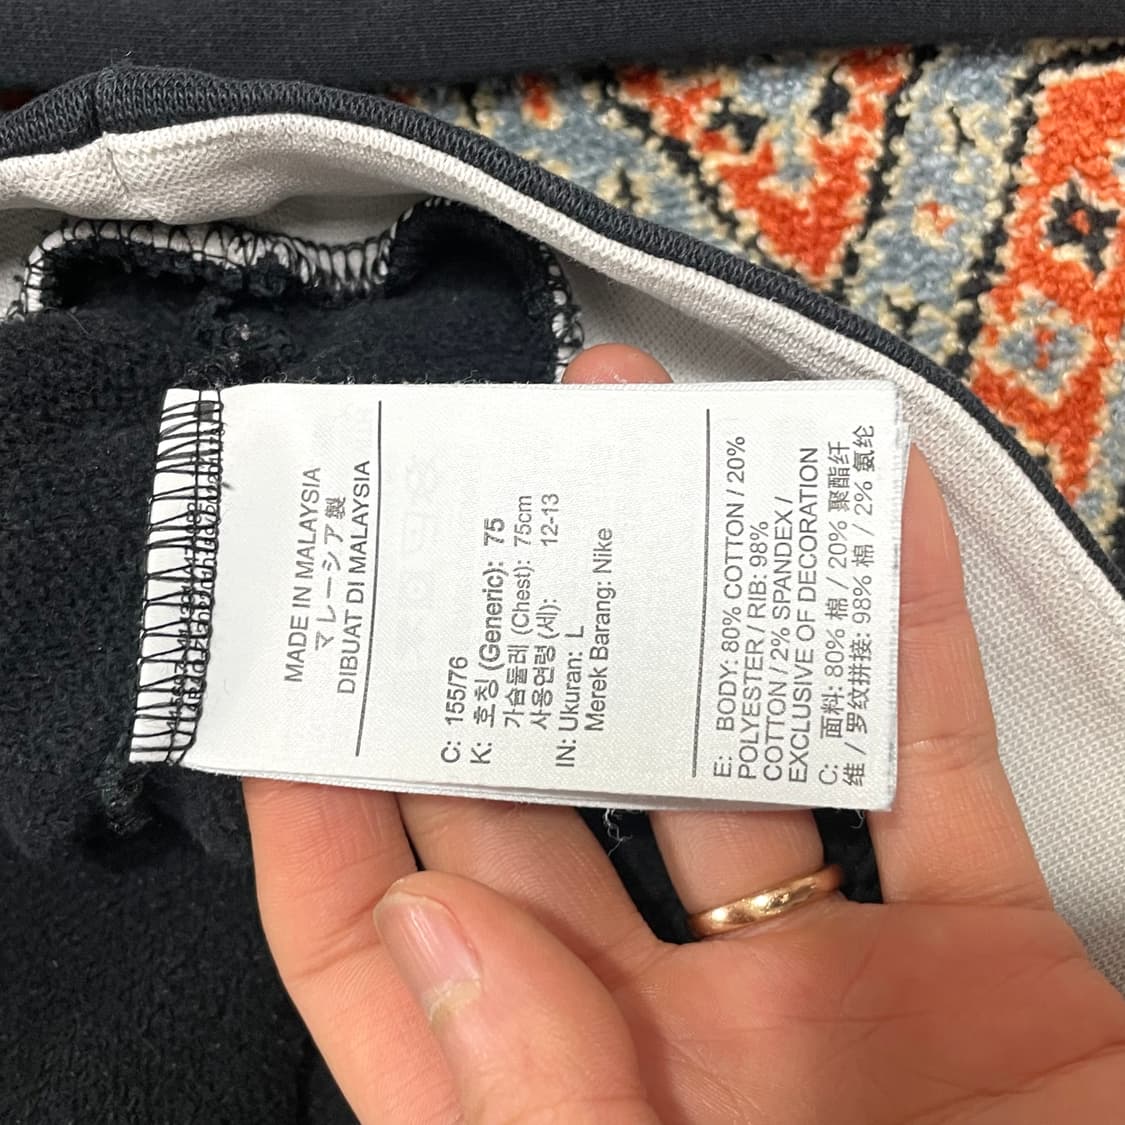 MADE IN MALAYSIA
マレーシア製
DIBUAT DI MALAYSIA
C: 155/76
K: 호칭 (Generic): 75
가슴둘레 (Chest): 75cm
사용연령 (세): 12-13
IN: Ukuran: L
Merek Barang: Nike
E: BODY: 80% COTTON / 20%
POLYESTER / RIB: 98%
COTTON / 2% SPANDEX /
EXCLUSIVE OF DECORATION
C: 面料: 80% 棉 / 20% 聚酯纤
维 / 罗纹拼接: 98% 棉 / 2% 氨纶